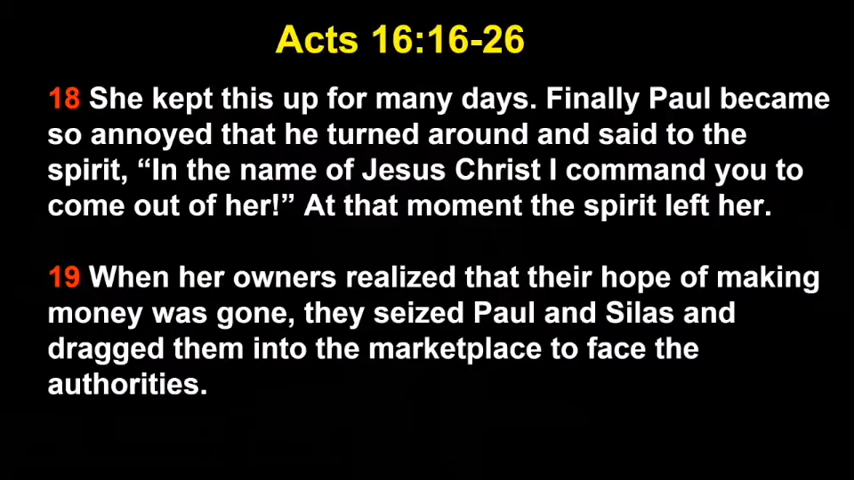 Acts 16:16-26
18 She kept this up for many days. Finally Paul became
so annoyed that he turned around and said to the
spirit, “In the name of Jesus Christ I command you to
come out of her!” At that moment the spirit left her.
19 When her owners realized that their hope of making
money was gone, they seized Paul and Silas and
dragged them into the marketplace to face the
authorities.